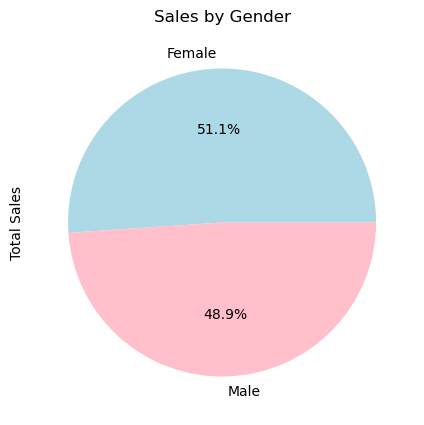 Sales by Gender
Female
51.1%
Total Sales
48.9%
Male